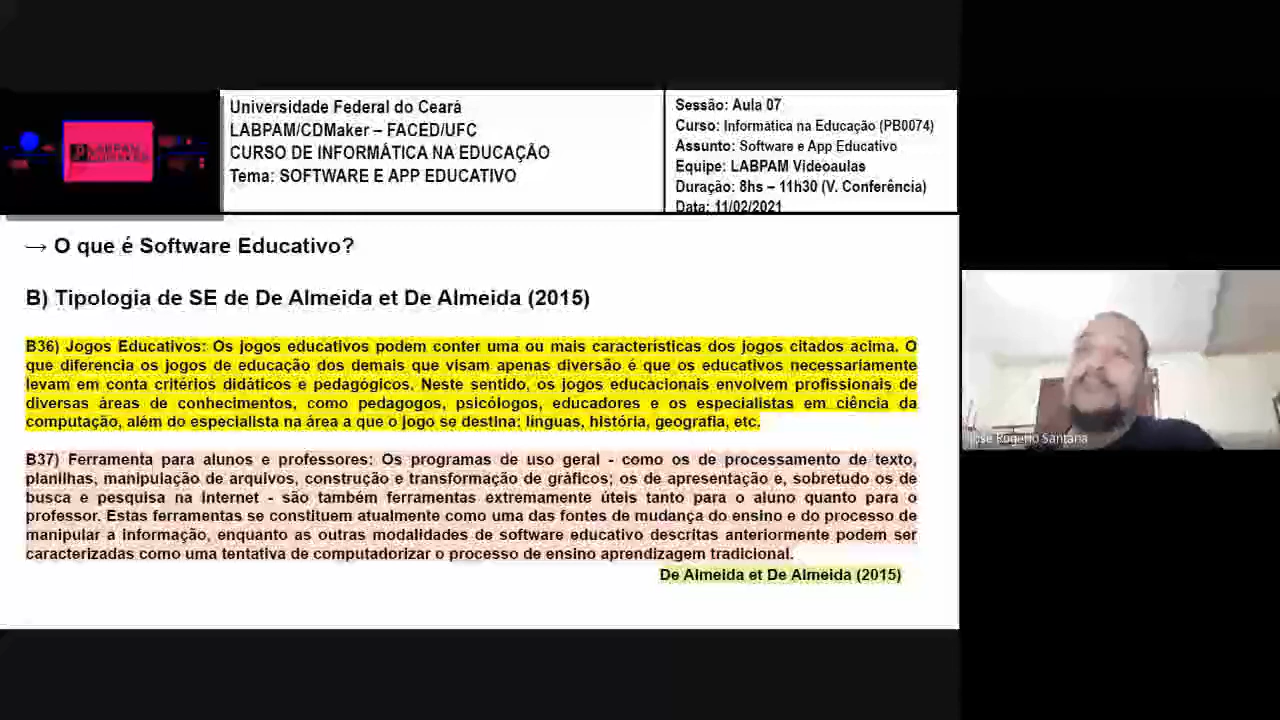 Universidade Federal do Ceará
LABPAM/CDMaker – FACED/UFC
CURSO DE INFORMÁTICA NA EDUCAÇÃO
Tema: SOFTWARE E APP EDUCATIVO
Sessão: Aula 07
Curso: Informática na Educação (PB0074)
Assunto: Software e App Educativo
Equipe: LABPAM Videoaulas
Duração: 8hs – 11h30 (V. Conferência)
Data: 11/02/2021
→ O que é Software Educativo?
B) Tipologia de SE de De Almeida et De Almeida (2015)
B36) Jogos Educativos: Os jogos educativos podem conter uma ou mais características dos jogos citados acima. O
que diferencia os jogos de educação dos demais que visam apenas diversão é que os educativos necessariamente
levam em conta critérios didáticos e pedagógicos. Neste sentido, os jogos educacionais envolvem profissionais de
diversas áreas de conhecimentos, como pedagogos, psicólogos, educadores e os especialistas em ciência da
computação, além do especialista na área a que o jogo se destina: línguas, história, geografia, etc.
B37) Ferramenta para alunos e professores: Os programas de uso geral - como os de processamento de texto,
planilhas, manipulação de arquivos, construção e transformação de gráficos; os de apresentação e, sobretudo os de
busca e pesquisa na Internet - são também ferramentas extremamente úteis tanto para o aluno quanto para o
professor. Estas ferramentas se constituem atualmente como uma das fontes de mudança do ensino e do processo de
manipular a informação, enquanto as outras modalidades de software educativo descritas anteriormente podem ser
caracterizadas como uma tentativa de computadorizar o processo de ensino aprendizagem tradicional.
De Almeida et De Almeida (2015)
José Rogério Santana